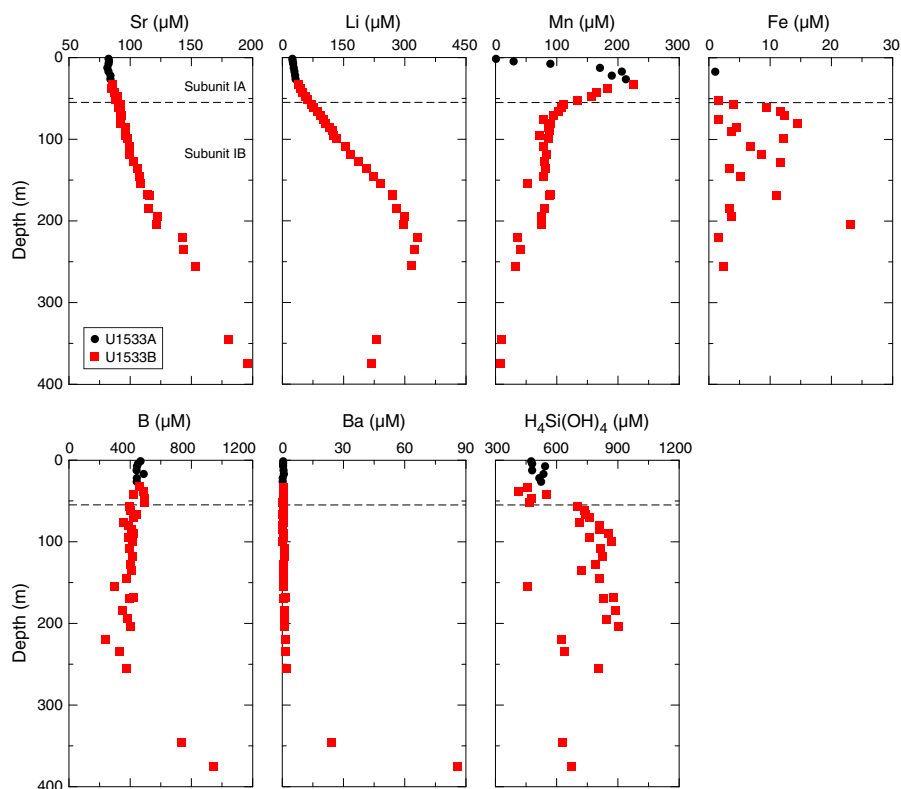 Sr (µM) Li (µM) Mn (µM) Fe (µM)
50 100 150 200 0 150 300 450 0 100 200 300 0 10 20 30
0
100
200
300
400
Depth (m)
Subunit IA
Subunit IB
U1533A
U1533B
B (µM) Ba (µM) H4Si(OH)4 (µM)
0 400 800 1200 0 30 60 90 300 600 900 1200
0
100
200
300
400
Depth (m)